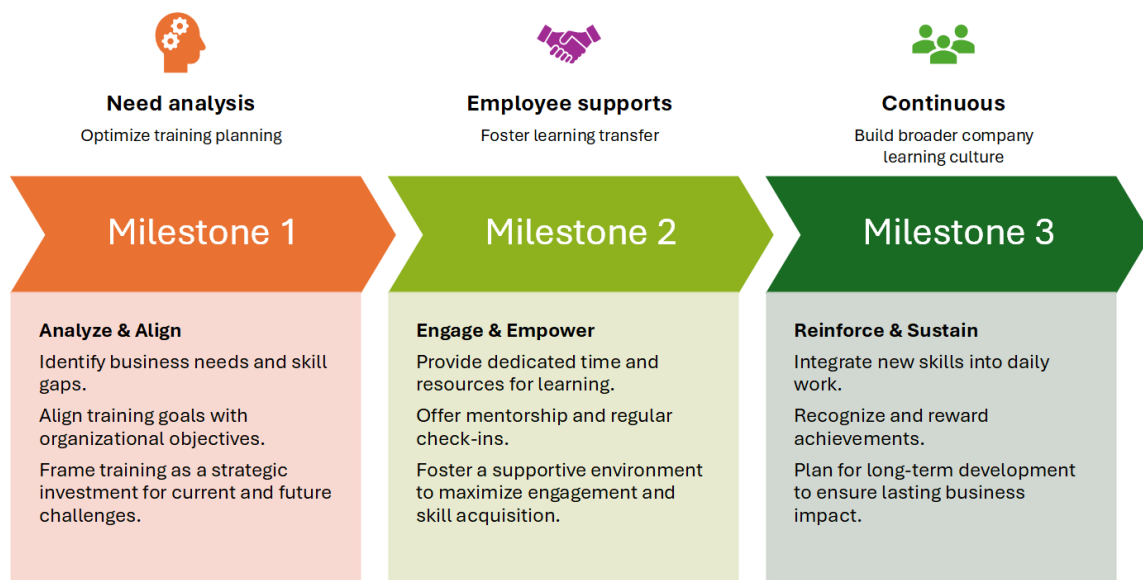 Need analysis
Optimize training planning
Employee supports
Foster learning transfer
Continuous
Build broader company
learning culture
Milestone 1
Milestone 2
Milestone 3
Analyze & Align
Identify business needs and skill
gaps.
Align training goals with
organizational objectives.
Frame training as a strategic
investment for current and future
challenges.
Engage & Empower
Provide dedicated time and
resources for learning.
Offer mentorship and regular
check-ins.
Foster a supportive environment
to maximize engagement and
skill acquisition.
Reinforce & Sustain
Integrate new skills into daily
work.
Recognize and reward
achievements.
Plan for long-term development
to ensure lasting business
impact.